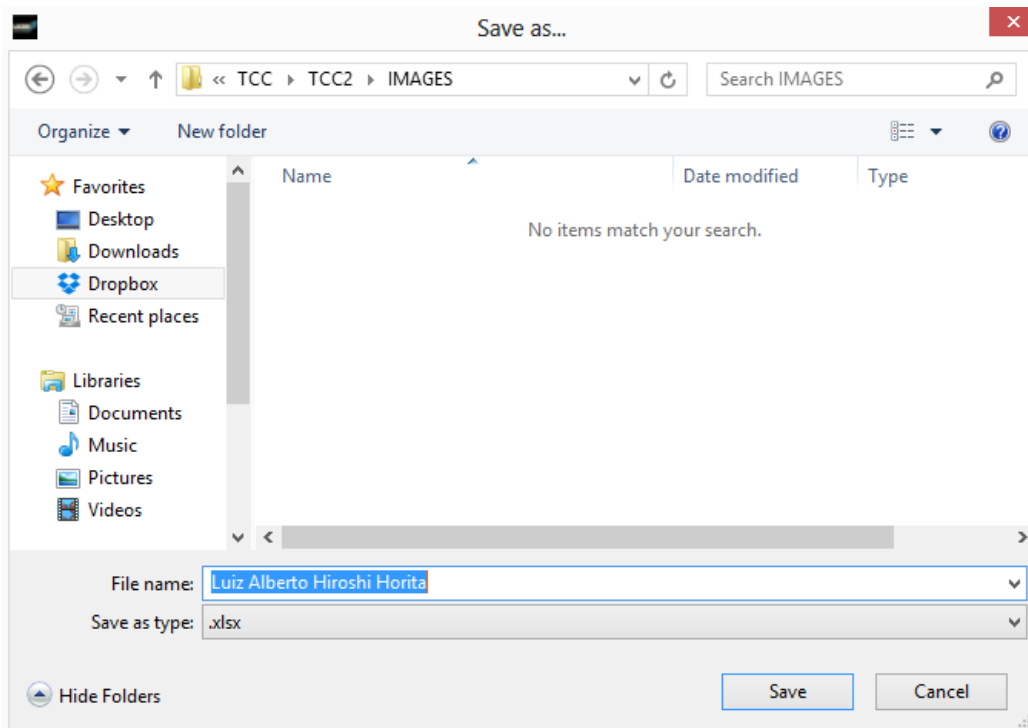 Save as...
« TCC ▸ TCC2 ▸ IMAGES
Search IMAGES
Organize
New folder
Favorites
Desktop
Downloads
Dropbox
Recent places
Libraries
Documents
Music
Pictures
Videos
Name
Date modified
Type
No items match your search.
File name: Luiz Alberto Hiroshi Horita
Save as type: .xlsx
Hide Folders
Save
Cancel